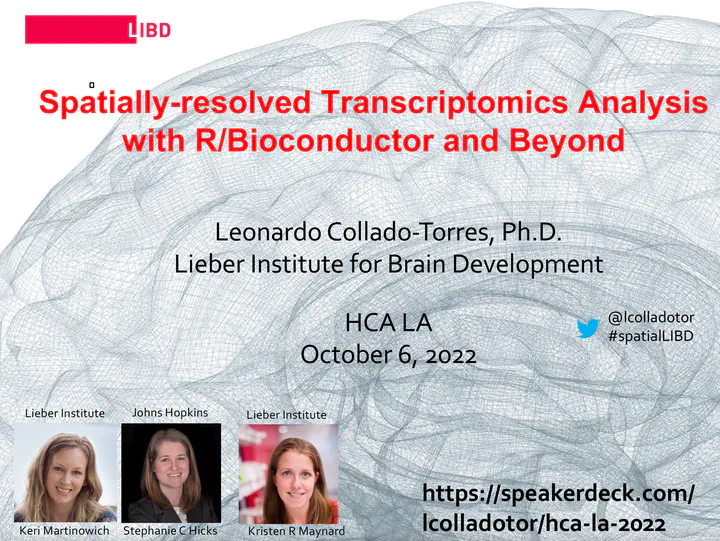 LIBD
Spatially-resolved Transcriptomics Analysis
with R/Bioconductor and Beyond
Leonardo Collado-Torres, Ph.D.
Lieber Institute for Brain Development
HCA LA
October 6, 2022
@lcolladotor
#spatialLIBD
Lieber Institute
Johns Hopkins
Lieber Institute
Keri Martinowich
Stephanie C Hicks
Kristen R Maynard
https://speakerdeck.com/
lcolladotor/hca-la-2022